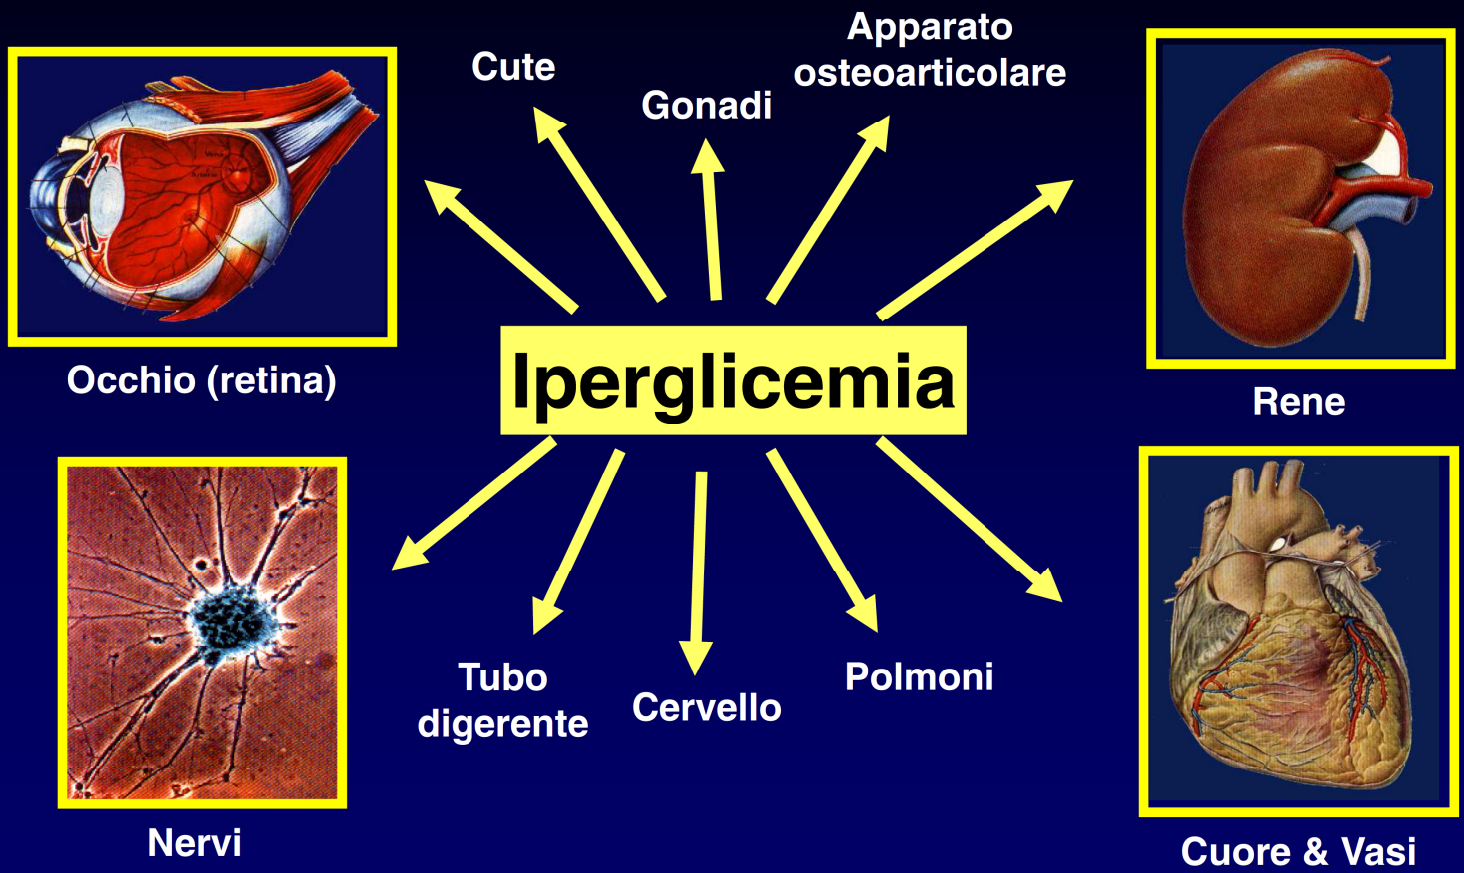 Apparato
osteoarticolare
Cute
Gonadi
Iperglicemia
Occhio (retina)
Rene
Tubo
digerente
Cervello
Polmoni
Nervi
Cuore & Vasi